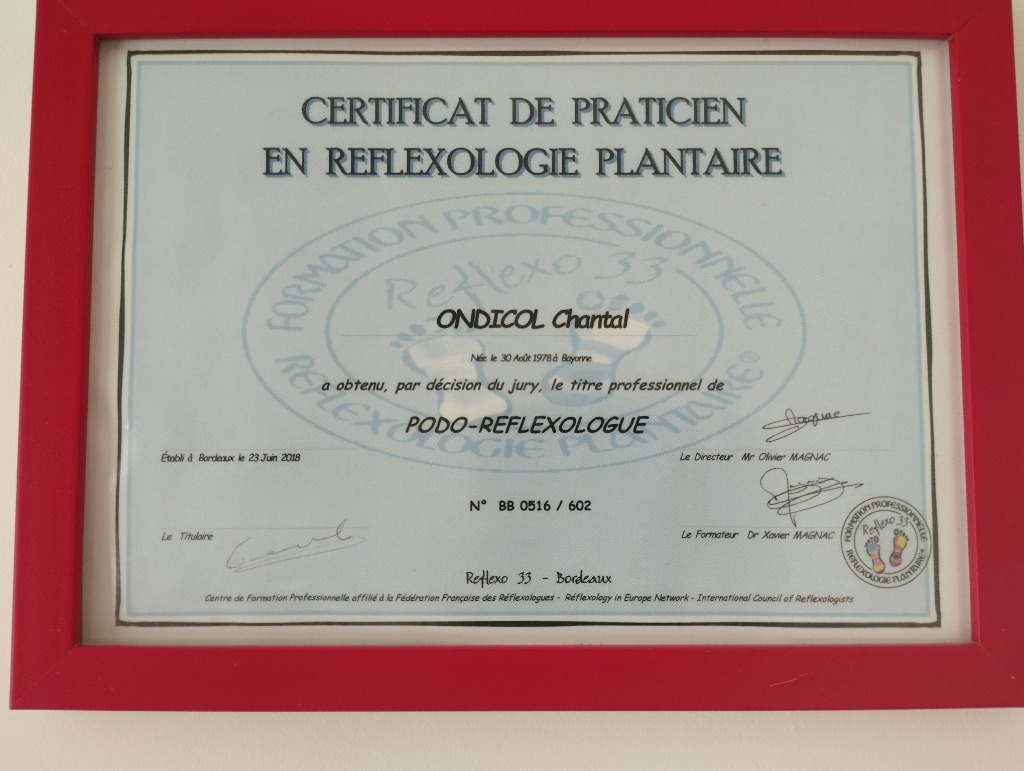 CERTIFICAT DE PRATICIEN
EN REFLEXOLOGIE PLANTAIRE
FORMATION PROFESSIONNELLE
Reflexo 33
REFLEXOLOGIE PLANTAIRE®
ONDICOL Chantal
Née le 30 Août 1978 à Bayonne
a obtenu, par décision du jury, le titre professionnel de
PODO-REFLEXOLOGUE
Établi à Bordeaux le 23 Juin 2018
Le Directeur Mr Olivier MAGNAC
N° BB 0516 / 602
Le Titulaire
Le Formateur Dr Xavier MAGNAC
FORMATION PROFESSIONNELLE
Reflexo 33
REFLEXOLOGIE PLANTAIRE®
Reflexo 33 - Bordeaux
Centre de Formation Professionnelle affilié à la Fédération Française des Réflexologues - Réflexology in Europe Network - International Council of Reflexologists